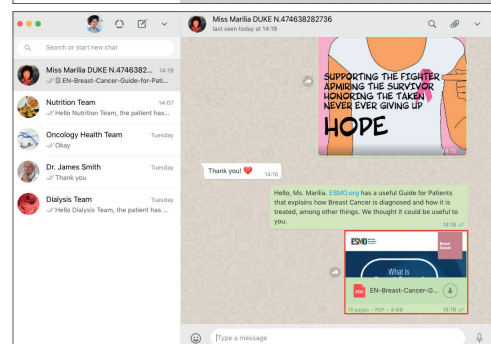 Miss Marilia DUKE N.474638282736
last seen today at 14:19
Search or start new chat
Miss Marilia DUKE N.4746382... 14:19
EN-Breast-Cancer-Guide-for-Pati...
Nutrition Team 14:07
Hello Nutrition Team, the patient has...
Oncology Health Team Tuesday
Okay
Dr. James Smith Tuesday
Thank you
Dialysis Team Tuesday
Hello Dialysis Team, the patient has ...
SUPPORTING THE FIGHTER
ADMIRING THE SURVIVOR
HONORING THE TAKEN
NEVER EVER GIVING UP
HOPE
14:15
Thank you! ❤️ 14:16
Hello, Ms. Marilia. ESMO.org has a useful Guide for Patients
that explains how Breast Cancer is diagnosed and how it is
treated, among other things. We thought it could be useful to
you.
14:18
ESMO
Breast
Cancer
What is
PDF EN-Breast-Cancer-G...
79 pages • PDF • 4 MB 14:19
Type a message